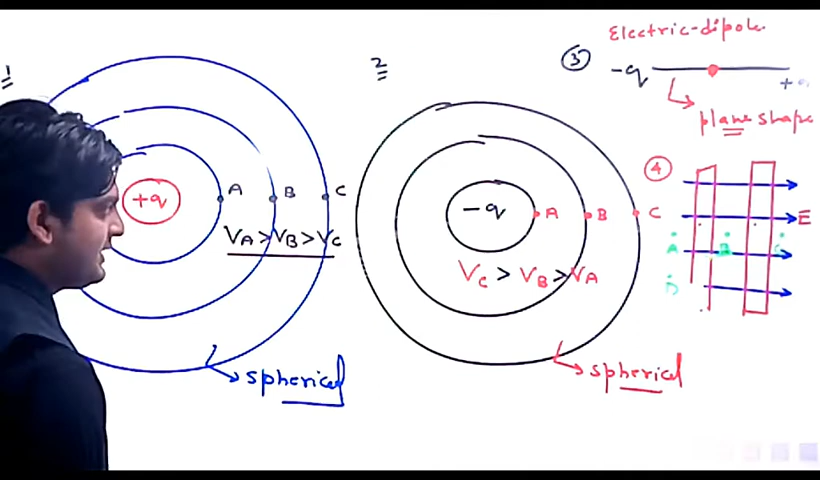 1
+q
A
B
C
VA > VB > VC
spherical
2
-q
A
B
C
VC > VB > VA
spherical
3
Electric-dipole
-q
plane shape
4
E
A
B
C
D